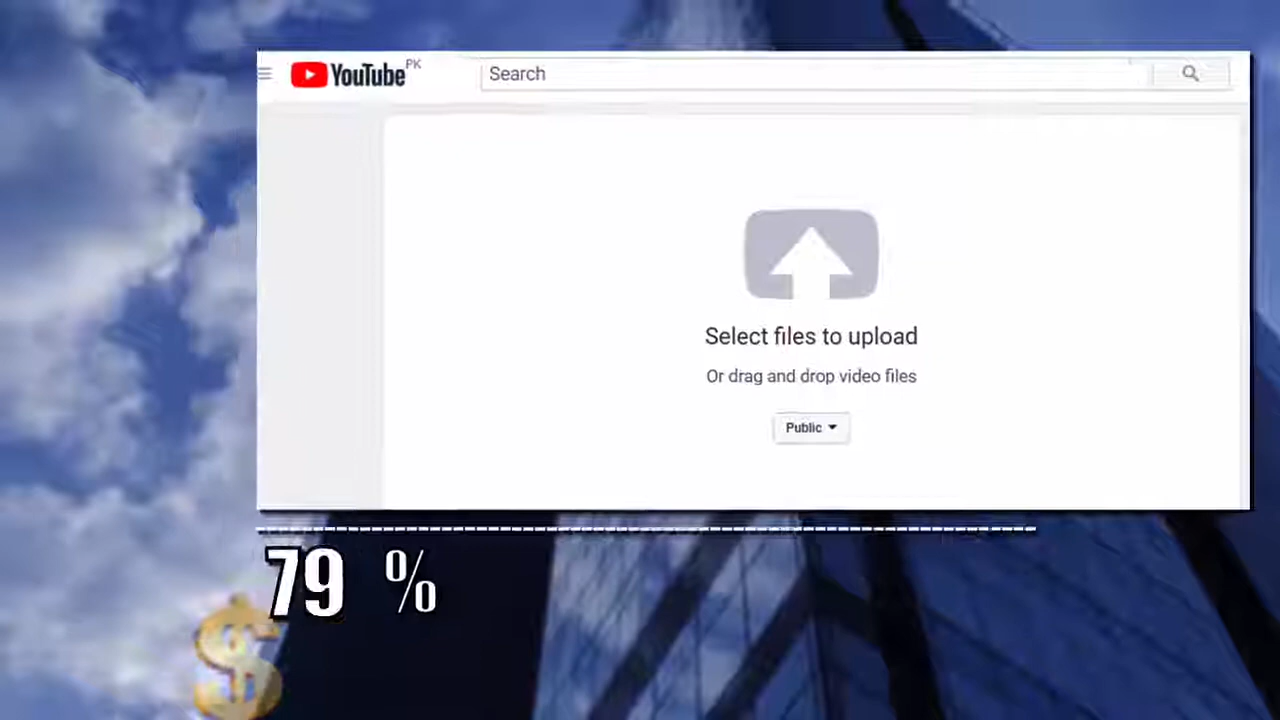 YouTube PK
Search
Select files to upload
Or drag and drop video files
Public
79 %
$